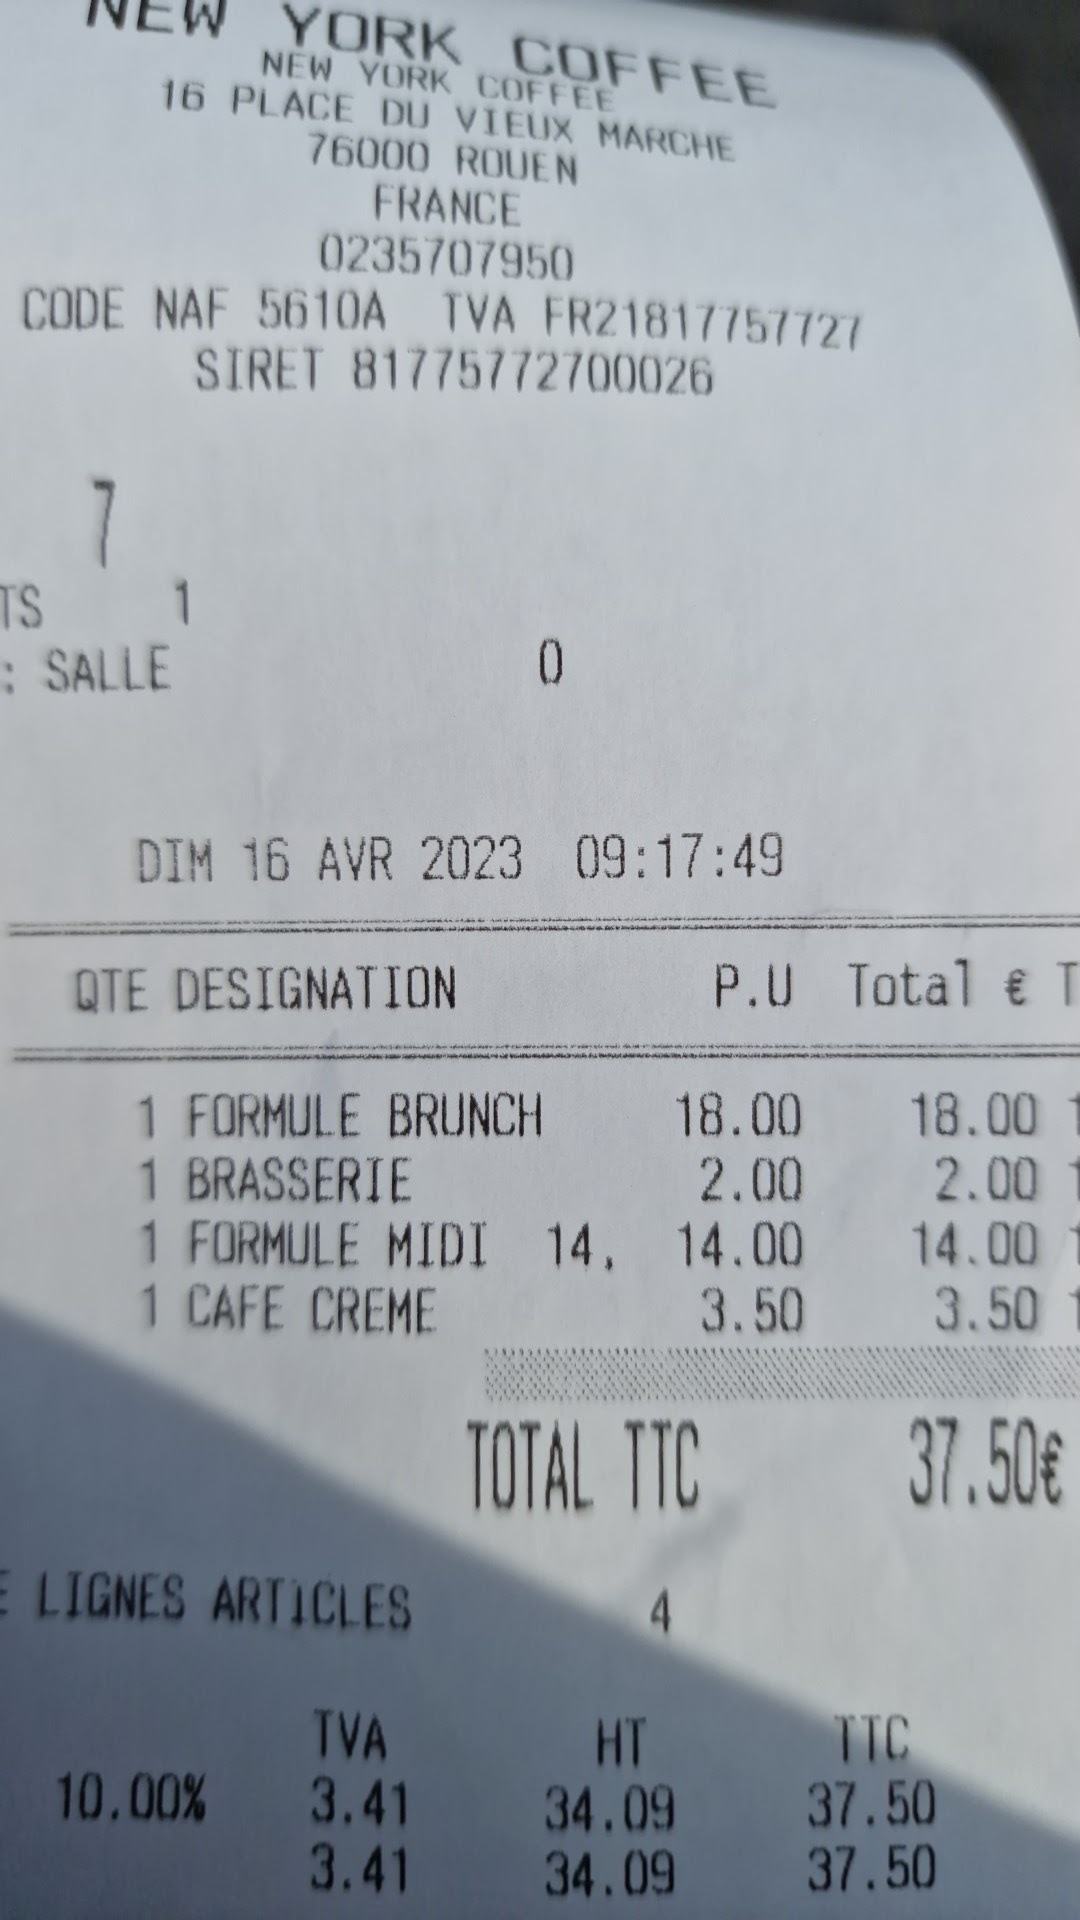 NEW YORK COFFEE
NEW YORK COFFEE
16 PLACE DU VIEUX MARCHE
76000 ROUEN
FRANCE
0235707950
CODE NAF 5610A TVA FR21817757727
SIRET 81775772700026
7
TS 1
: SALLE 0
DIM 16 AVR 2023 09:17:49
QTE DESIGNATION P.U Total € T
1 FORMULE BRUNCH 18.00 18.00 1
1 BRASSERIE 2.00 2.00 1
1 FORMULE MIDI 14, 14.00 14.00 1
1 CAFE CREME 3.50 3.50 1
TOTAL TTC 37.50€
E LIGNES ARTICLES 4
TVA HT TTC
10.00% 3.41 34.09 37.50
3.41 34.09 37.50